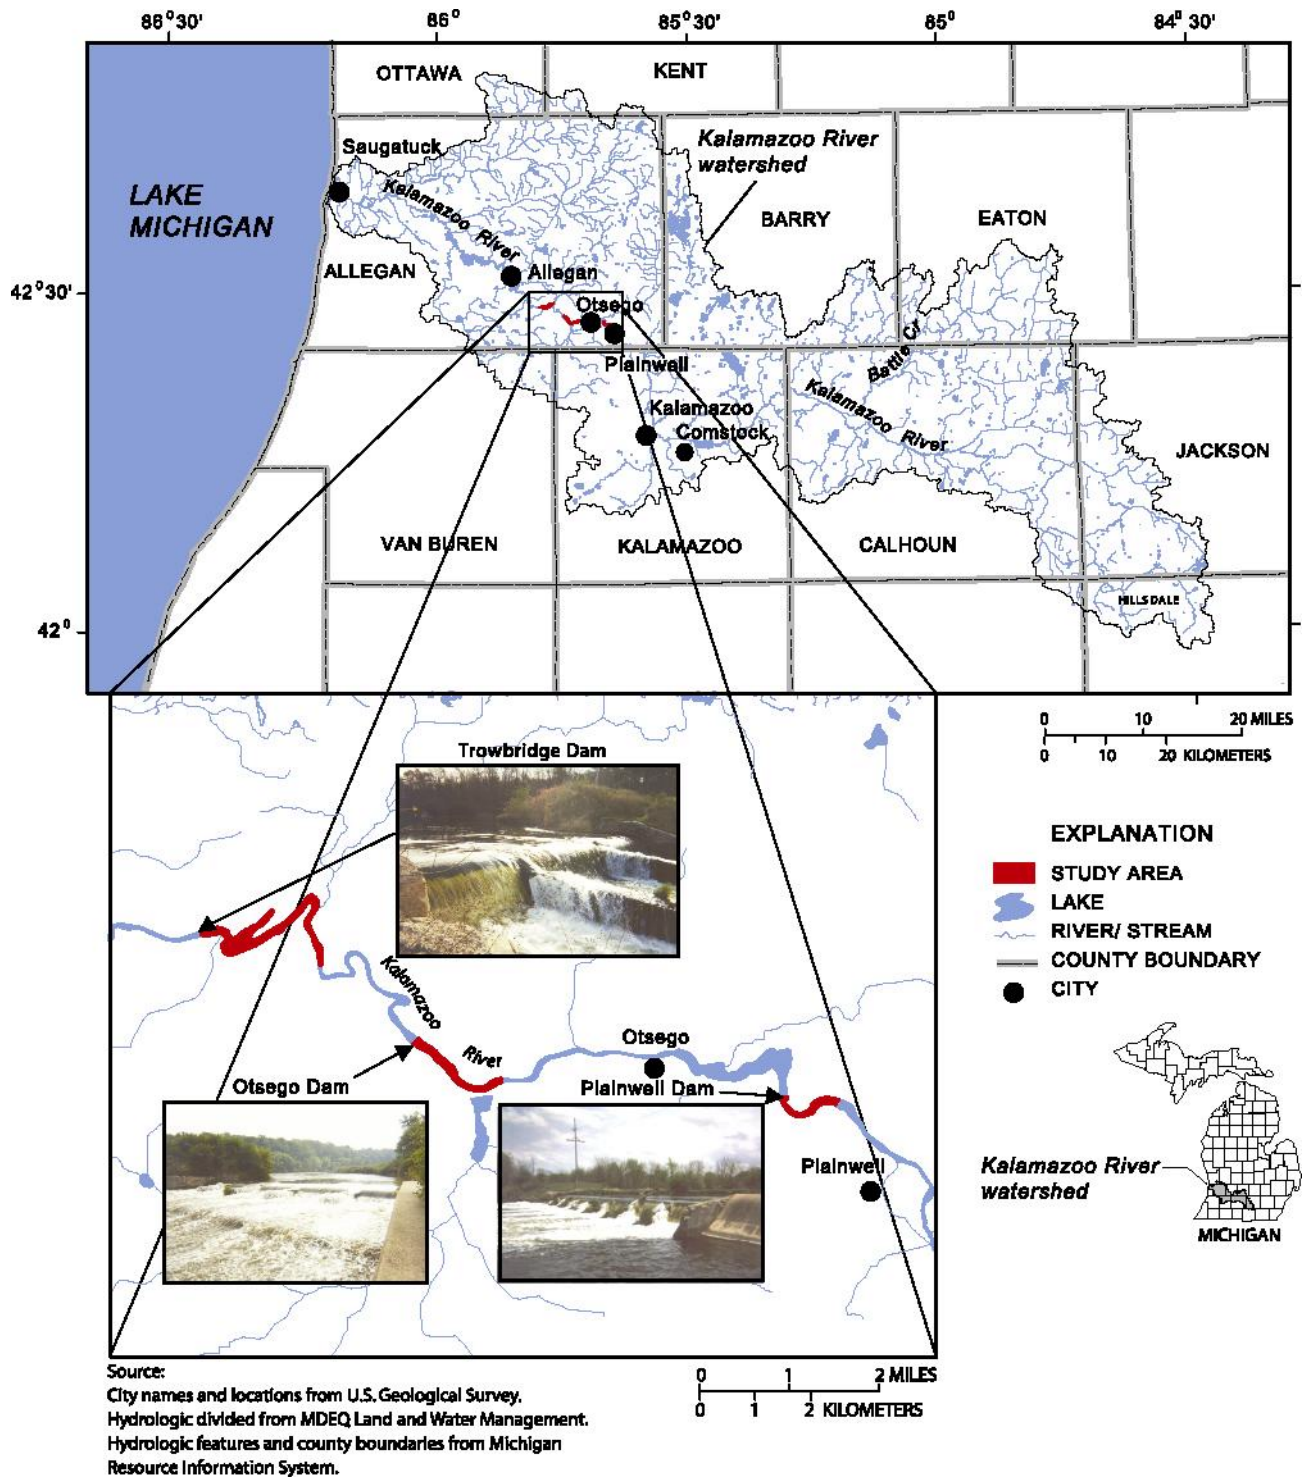 86°30' 86° 85°30' 85° 84° 30'
OTTAWA
KENT
Saugatuck
Kalamazoo River
watershed
LAKE
MICHIGAN
Kalamazoo River
BARRY
EATON
ALLEGAN
Allegan
42°30'
Otsego
Plainwell
Battle Cr
Kalamazoo River
Kalamazoo
Comstock
JACKSON
VAN BUREN
KALAMAZOO
CALHOUN
HILLSDALE
42°
0 10 20 MILES
0 10 20 KILOMETERS
Trowbridge Dam
EXPLANATION
STUDY AREA
LAKE
RIVER/ STREAM
COUNTY BOUNDARY
CITY
Kalamazoo
River
Otsego
Otsego Dam
Plainwell Dam
Plainwell
Kalamazoo River
watershed
MICHIGAN
Source:
City names and locations from U.S. Geological Survey.
Hydrologic divided from MDEQ Land and Water Management.
Hydrologic features and county boundaries from Michigan
Resource Information System.
0 1 2 MILES
0 1 2 KILOMETERS